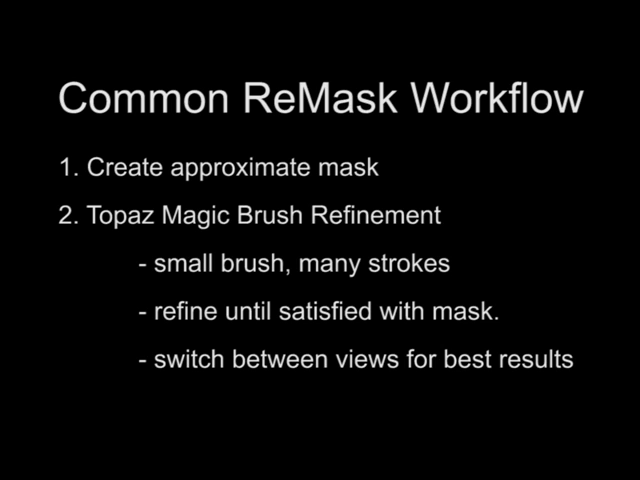 Common ReMask Workflow
1. Create approximate mask
2. Topaz Magic Brush Refinement
- small brush, many strokes
- refine until satisfied with mask.
- switch between views for best results